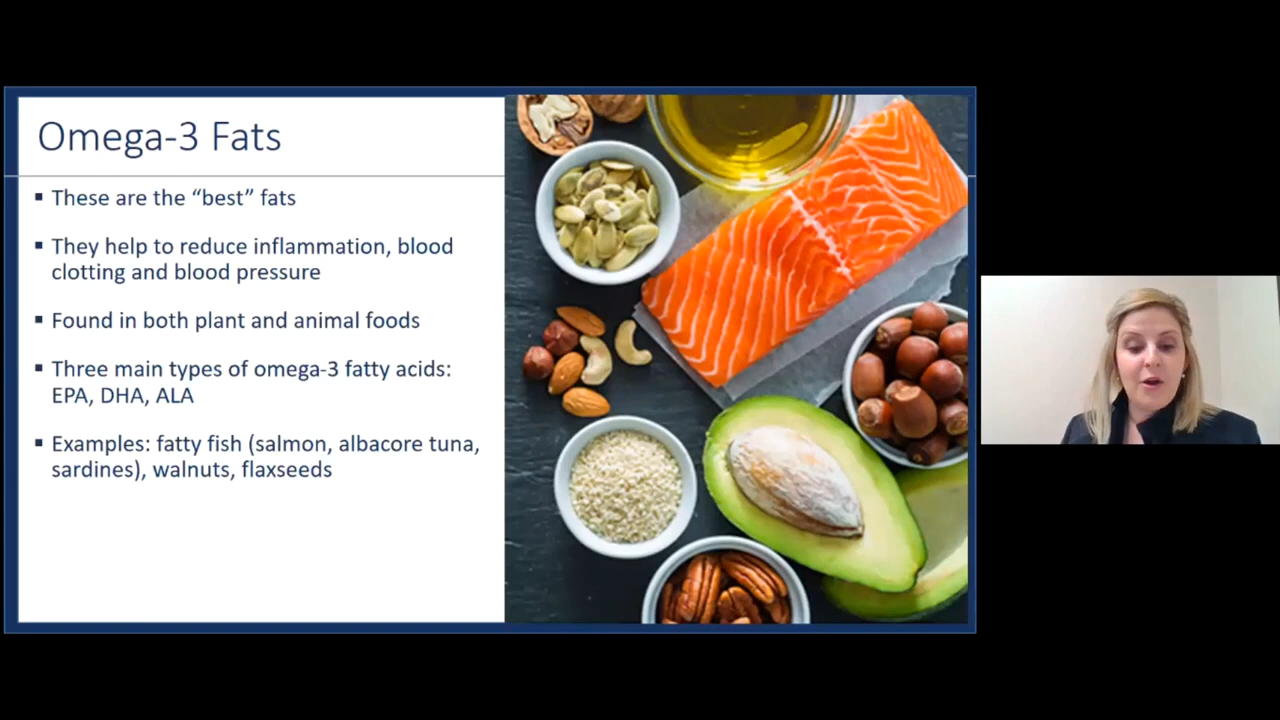 Omega-3 Fats
▪ These are the “best” fats
▪ They help to reduce inflammation, blood
clotting and blood pressure
▪ Found in both plant and animal foods
▪ Three main types of omega-3 fatty acids:
EPA, DHA, ALA
▪ Examples: fatty fish (salmon, albacore tuna,
sardines), walnuts, flaxseeds